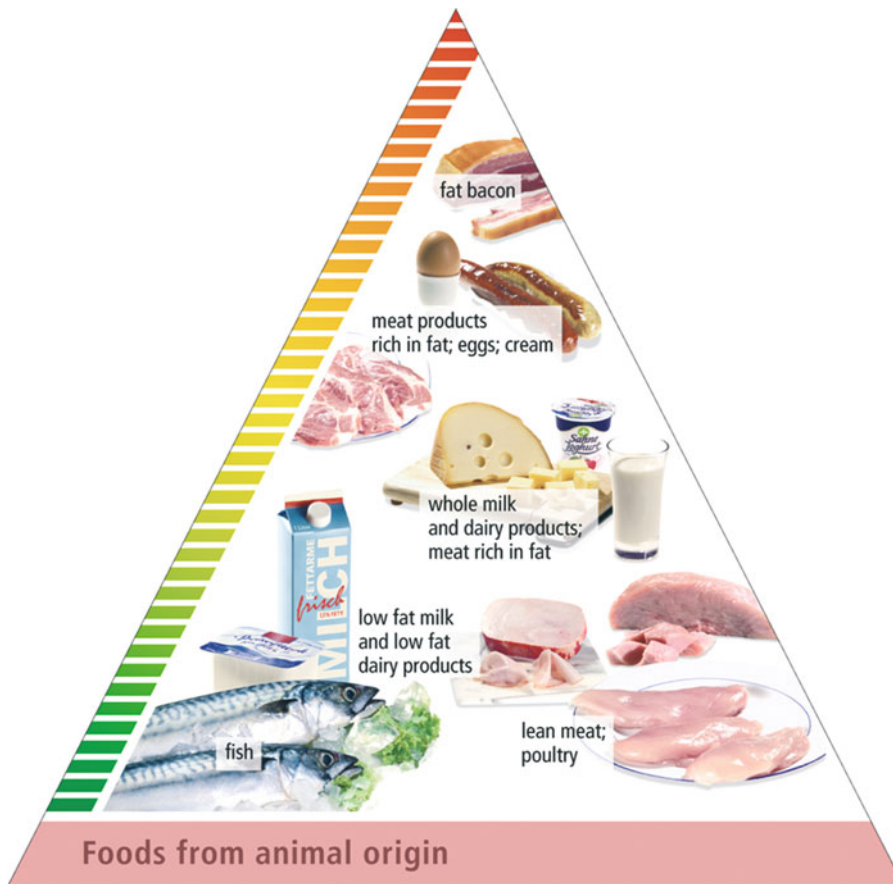 fat bacon
meat products
rich in fat; eggs; cream
Sahne
Joghurt
whole milk
and dairy products;
meat rich in fat
FETTARME
frisch
MILCH
low fat milk
and low fat
dairy products
lean meat;
poultry
fish
Foods from animal origin